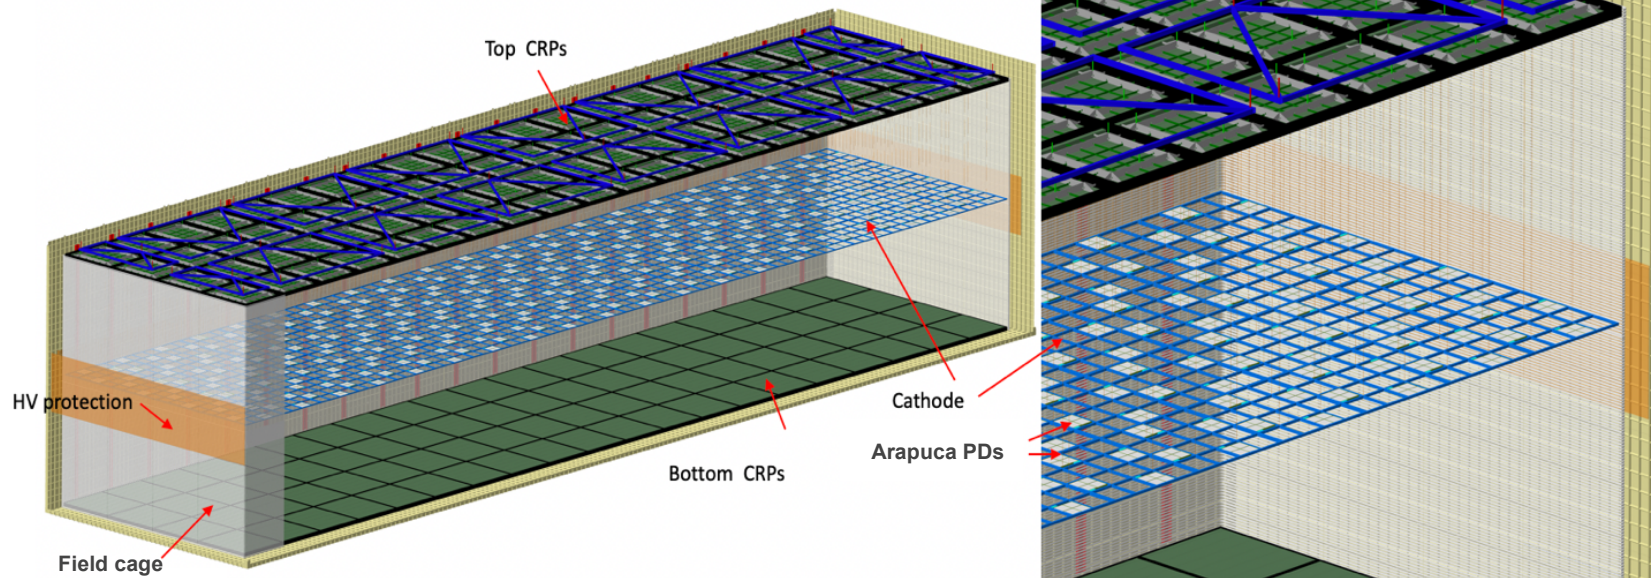 Top CRPs
HV protection
Cathode
Arapuca PDs
Bottom CRPs
Field cage